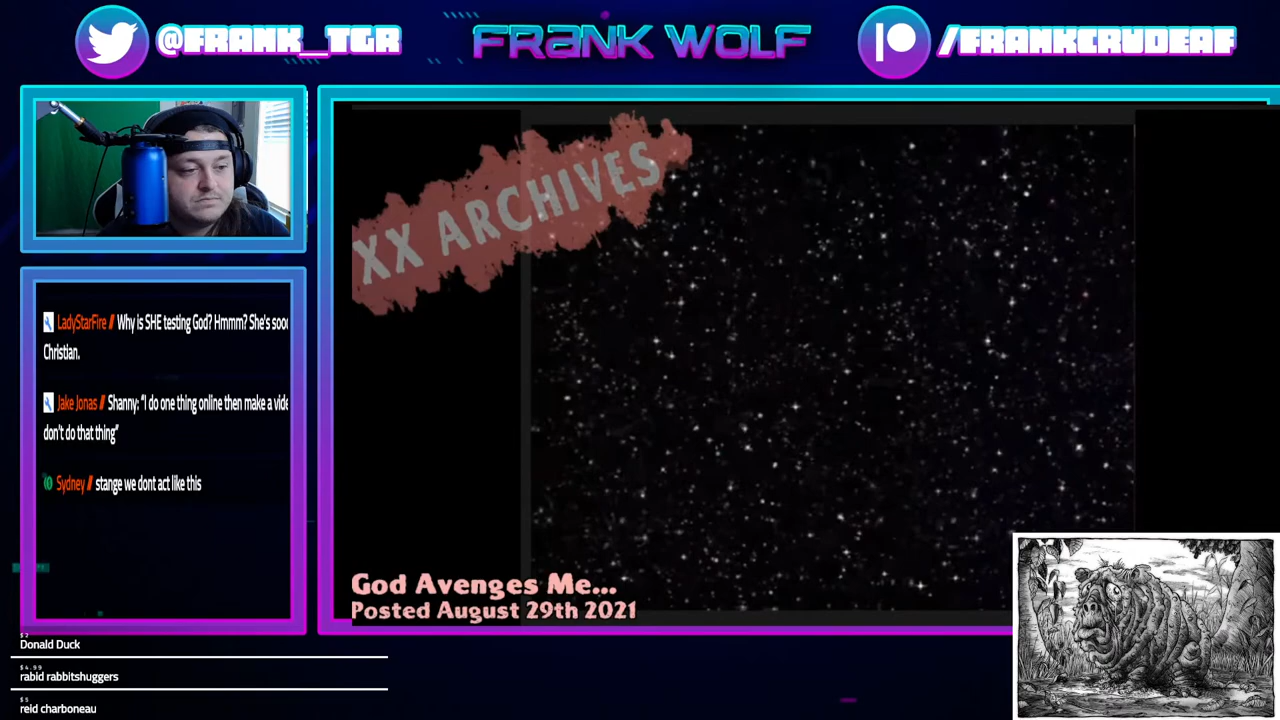 @FRANK_TGR
FRANK WOLF
/FRANKCRUDEAF
XX ARCHIVES
LadyStarFire // Why is SHE testing God? Hmmm? She's sooo
Christian.
Jake Jonas // Shanny: "I do one thing online then make a vide
don't do that thing"
Sydney // stange we dont act like this
God Avenges Me...
Posted August 29th 2021
$2
Donald Duck
$4.99
rabid rabbitshuggers
$5
reid charboneau